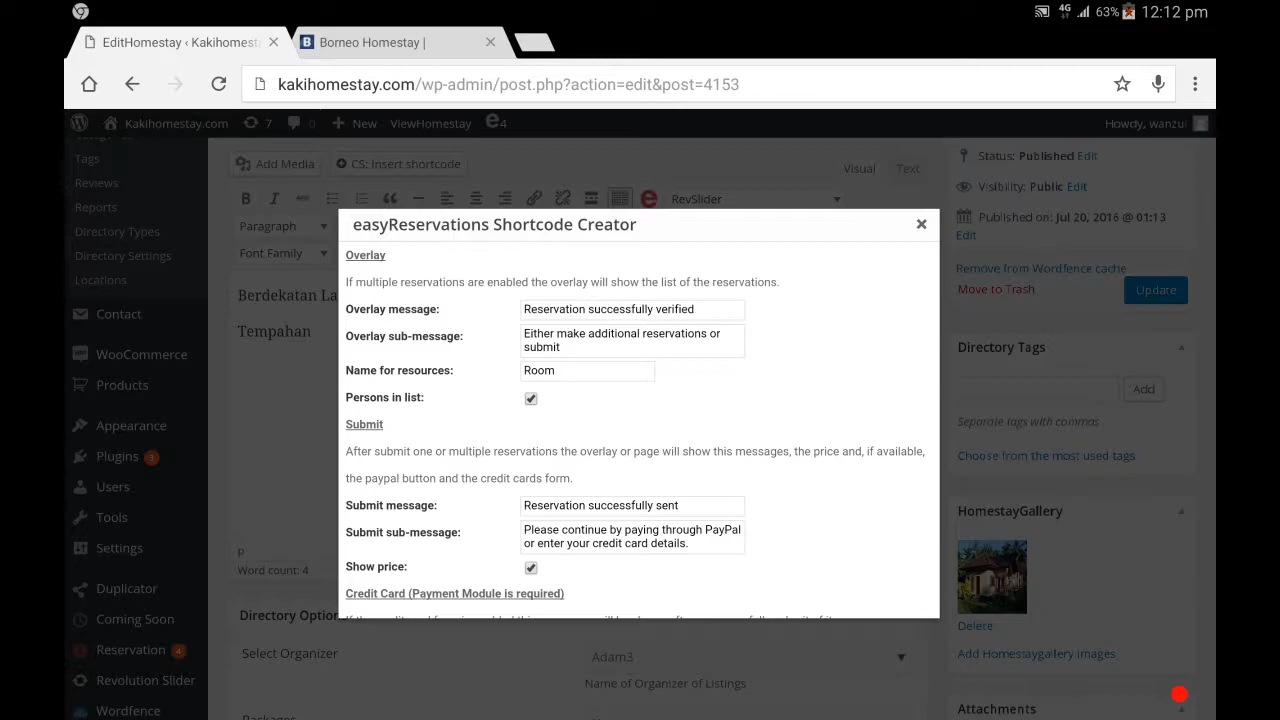 4G 63% 12:12 pm
EditHomestay ‹ Kakihomest
Borneo Homestay |
kakihomestay.com/wp-admin/post.php?action=edit&post=4153
Kakihomestay.com 7 0 New ViewHomestay 4 Howdy, wanzul
Tags
Reviews
Reports
Directory Types
Directory Settings
Locations
Contact
WooCommerce
Products
Appearance
Plugins 3
Users
Tools
Settings
Duplicator
Coming Soon
Reservation 4
Revolution Slider
Wordfence
Add Media
CS: Insert shortcode
Visual Text
B I RevSlider
Paragraph
Font Family
Berdekatan La
Tempahan
P
Word count: 4
easyReservations Shortcode Creator
Overlay
If multiple reservations are enabled the overlay will show the list of the reservations.
Overlay message: Reservation successfully verified
Overlay sub-message: Either make additional reservations or
submit
Name for resources: Room
Persons in list:
Submit
After submit one or multiple reservations the overlay or page will show this messages, the price and, if available,
the paypal button and the credit cards form.
Submit message: Reservation successfully sent
Submit sub-message: Please continue by paying through PayPal
or enter your credit card details.
Show price:
Credit Card (Payment Module is required)
Directory Option
Select Organizer Adam3
Name of Organizer of Listings
Packages
Status: Published Edit
Visibility: Public Edit
Published on: Jul 20, 2016 @ 01:13
Edit
Remove from Wordfence cache
Move to Trash
Update
Directory Tags
Add
Separate tags with commas
Choose from the most used tags
HomestayGallery
Delete
Add Homestaygallery images
Attachments